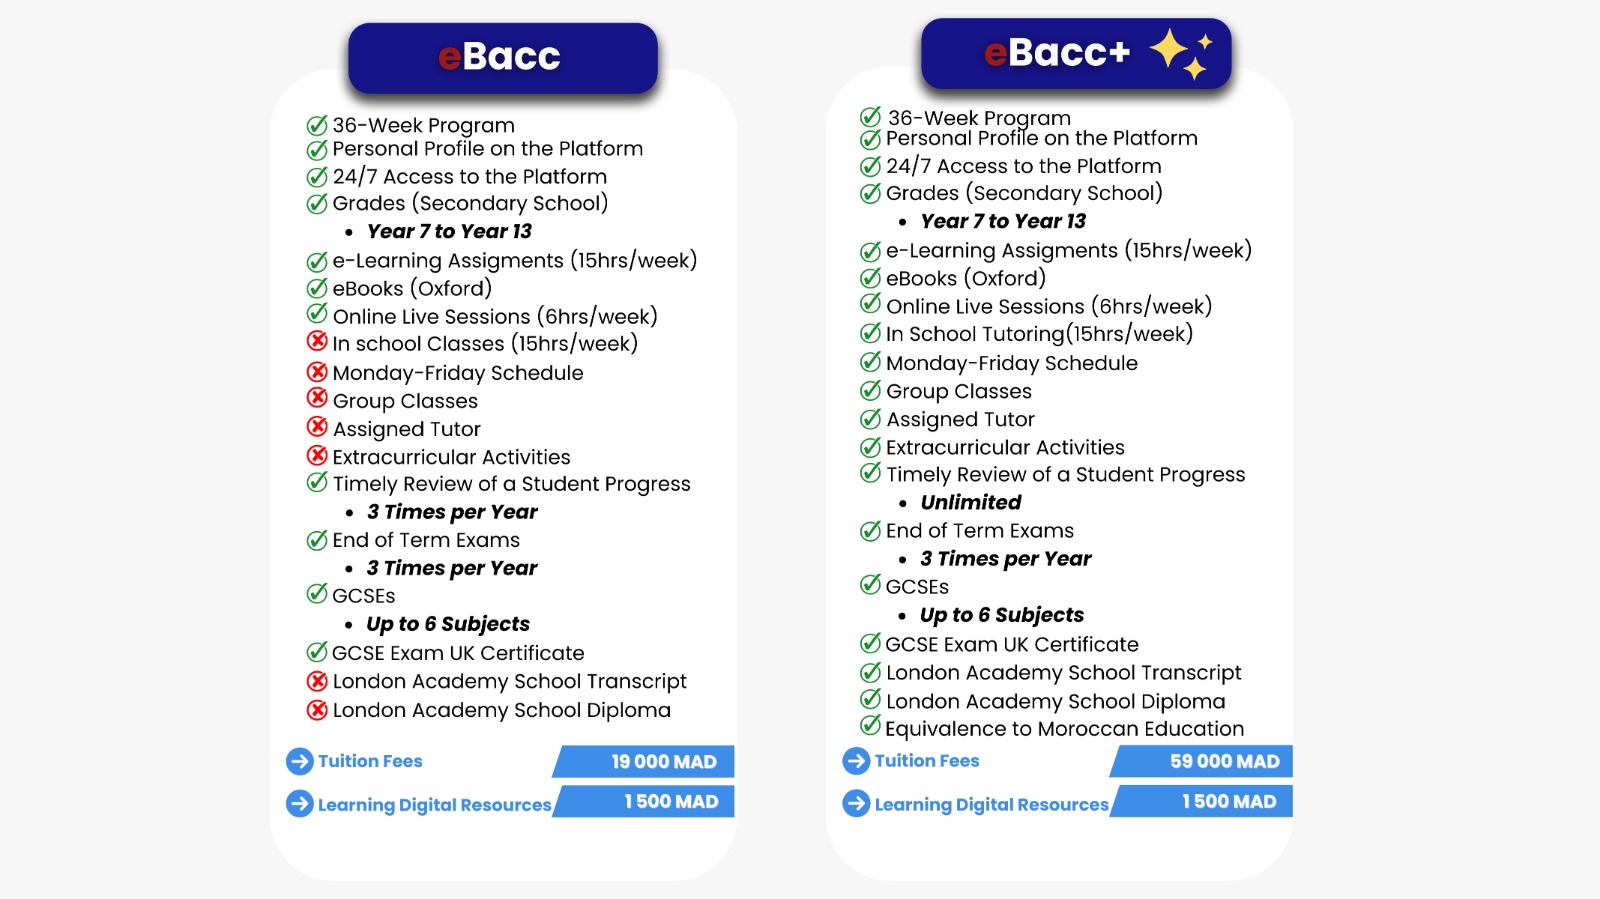 eBacc
36-Week Program
Personal Profile on the Platform
24/7 Access to the Platform
Grades (Secondary School)
• Year 7 to Year 13
e-Learning Assigments (15hrs/week)
eBooks (Oxford)
Online Live Sessions (6hrs/week)
In school Classes (15hrs/week)
Monday-Friday Schedule
Group Classes
Assigned Tutor
Extracurricular Activities
Timely Review of a Student Progress
• 3 Times per Year
End of Term Exams
• 3 Times per Year
GCSEs
• Up to 6 Subjects
GCSE Exam UK Certificate
London Academy School Transcript
London Academy School Diploma
Tuition Fees 19 000 MAD
Learning Digital Resources 1 500 MAD
eBacc+
36-Week Program
Personal Profile on the Platform
24/7 Access to the Platform
Grades (Secondary School)
• Year 7 to Year 13
e-Learning Assigments (15hrs/week)
eBooks (Oxford)
Online Live Sessions (6hrs/week)
In School Tutoring(15hrs/week)
Monday-Friday Schedule
Group Classes
Assigned Tutor
Extracurricular Activities
Timely Review of a Student Progress
• Unlimited
End of Term Exams
• 3 Times per Year
GCSEs
• Up to 6 Subjects
GCSE Exam UK Certificate
London Academy School Transcript
London Academy School Diploma
Equivalence to Moroccan Education
Tuition Fees 59 000 MAD
Learning Digital Resources 1 500 MAD